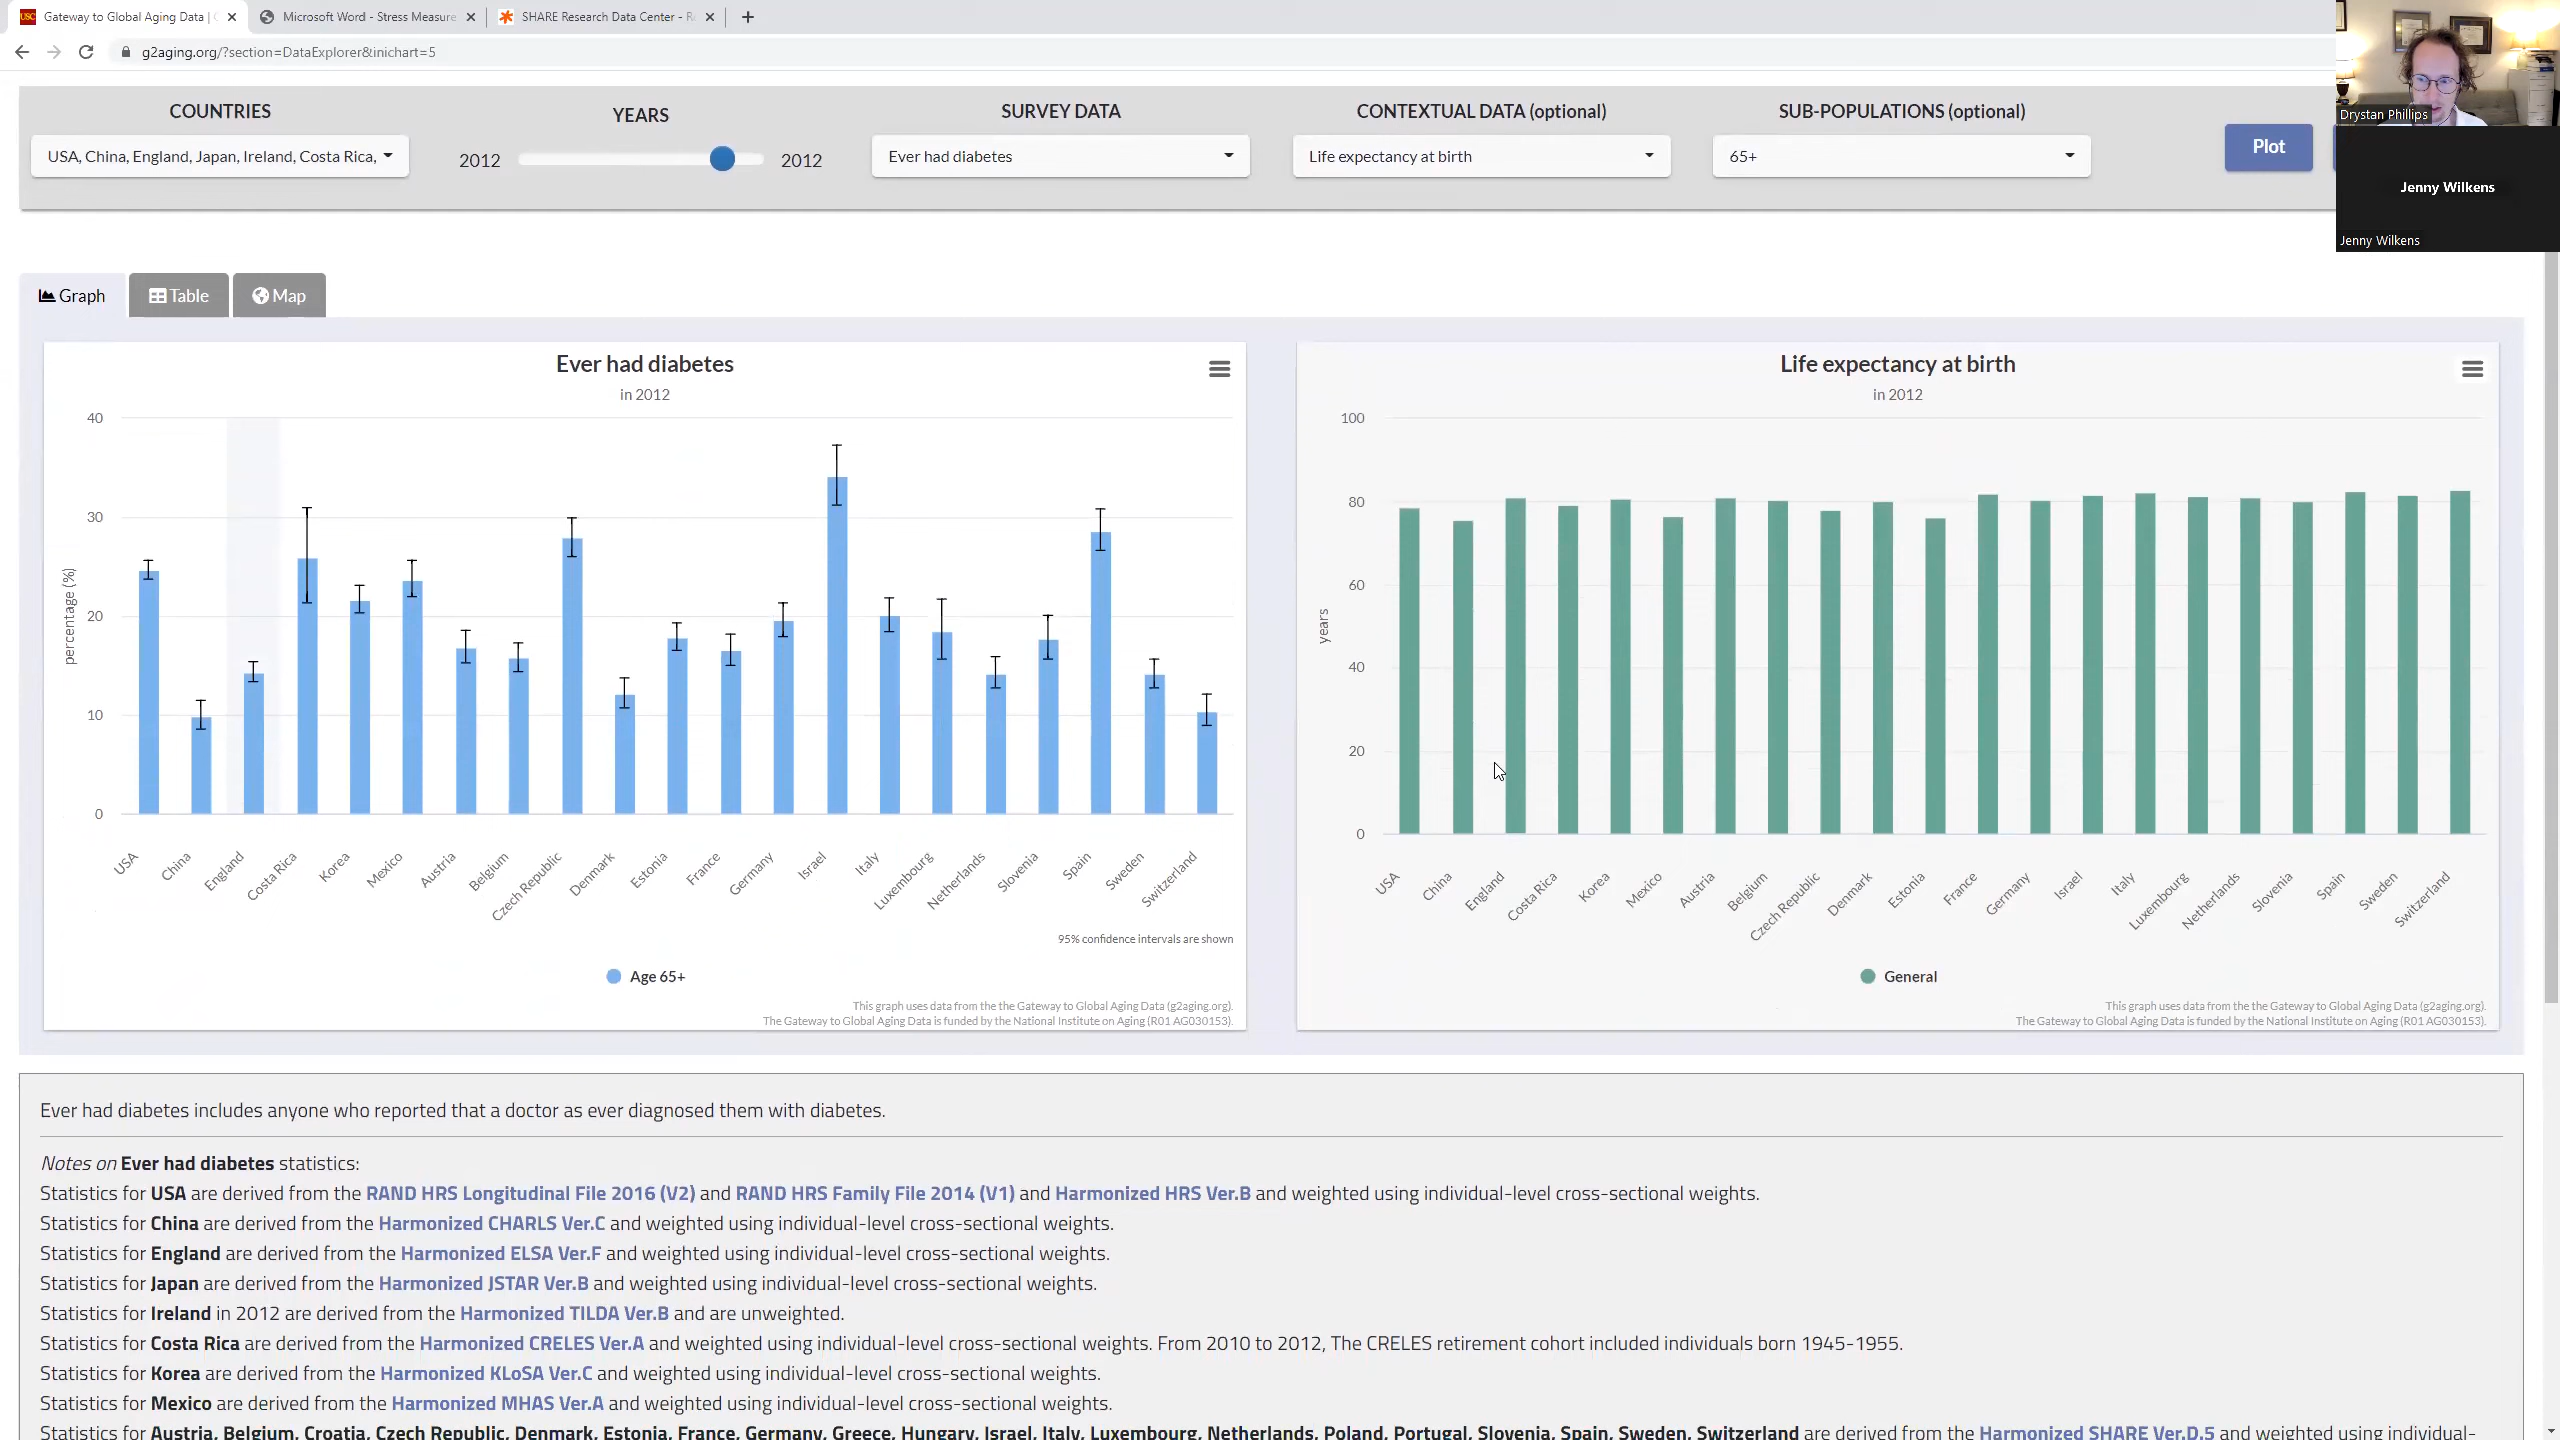 Gateway to Global Aging Data | 
Microsoft Word - Stress Measure
SHARE Research Data Center - R
g2aging.org/?section=DataExplorer&inichart=5
Drystan Phillips
Jenny Wilkens
Jenny Wilkens
COUNTRIES
YEARS
SURVEY DATA
CONTEXTUAL DATA (optional)
SUB-POPULATIONS (optional)
USA, China, England, Japan, Ireland, Costa Rica,
2012
2012
Ever had diabetes
Life expectancy at birth
65+
Plot
Graph
Table
Map
Ever had diabetes
in 2012
percentage (%)
40
30
20
10
0
USA
China
England
Costa Rica
Korea
Mexico
Austria
Belgium
Czech Republic
Denmark
Estonia
France
Germany
Israel
Italy
Luxembourg
Netherlands
Slovenia
Spain
Sweden
Switzerland
95% confidence intervals are shown
Age 65+
This graph uses data from the the Gateway to Global Aging Data (g2aging.org).
The Gateway to Global Aging Data is funded by the National Institute on Aging (R01 AG030153).
Life expectancy at birth
in 2012
years
100
80
60
40
20
0
USA
China
England
Costa Rica
Korea
Mexico
Austria
Belgium
Czech Republic
Denmark
Estonia
France
Germany
Israel
Italy
Luxembourg
Netherlands
Slovenia
Spain
Sweden
Switzerland
General
This graph uses data from the the Gateway to Global Aging Data (g2aging.org).
The Gateway to Global Aging Data is funded by the National Institute on Aging (R01 AG030153).
Ever had diabetes includes anyone who reported that a doctor as ever diagnosed them with diabetes.
Notes on Ever had diabetes statistics:
Statistics for USA are derived from the RAND HRS Longitudinal File 2016 (V2) and RAND HRS Family File 2014 (V1) and Harmonized HRS Ver.B and weighted using individual-level cross-sectional weights.
Statistics for China are derived from the Harmonized CHARLS Ver.C and weighted using individual-level cross-sectional weights.
Statistics for England are derived from the Harmonized ELSA Ver.F and weighted using individual-level cross-sectional weights.
Statistics for Japan are derived from the Harmonized JSTAR Ver.B and weighted using individual-level cross-sectional weights.
Statistics for Ireland in 2012 are derived from the Harmonized TILDA Ver.B and are unweighted.
Statistics for Costa Rica are derived from the Harmonized CRELES Ver.A and weighted using individual-level cross-sectional weights. From 2010 to 2012, The CRELES retirement cohort included individuals born 1945-1955.
Statistics for Korea are derived from the Harmonized KLoSA Ver.C and weighted using individual-level cross-sectional weights.
Statistics for Mexico are derived from the Harmonized MHAS Ver.A and weighted using individual-level cross-sectional weights.
Statistics for Austria, Belgium, Croatia, Czech Republic, Denmark, Estonia, France, Germany, Greece, Hungary, Israel, Italy, Luxembourg, Netherlands, Poland, Portugal, Slovenia, Spain, Sweden, Switzerland are derived from the Harmonized SHARE Ver.D.5 and weighted using individual-